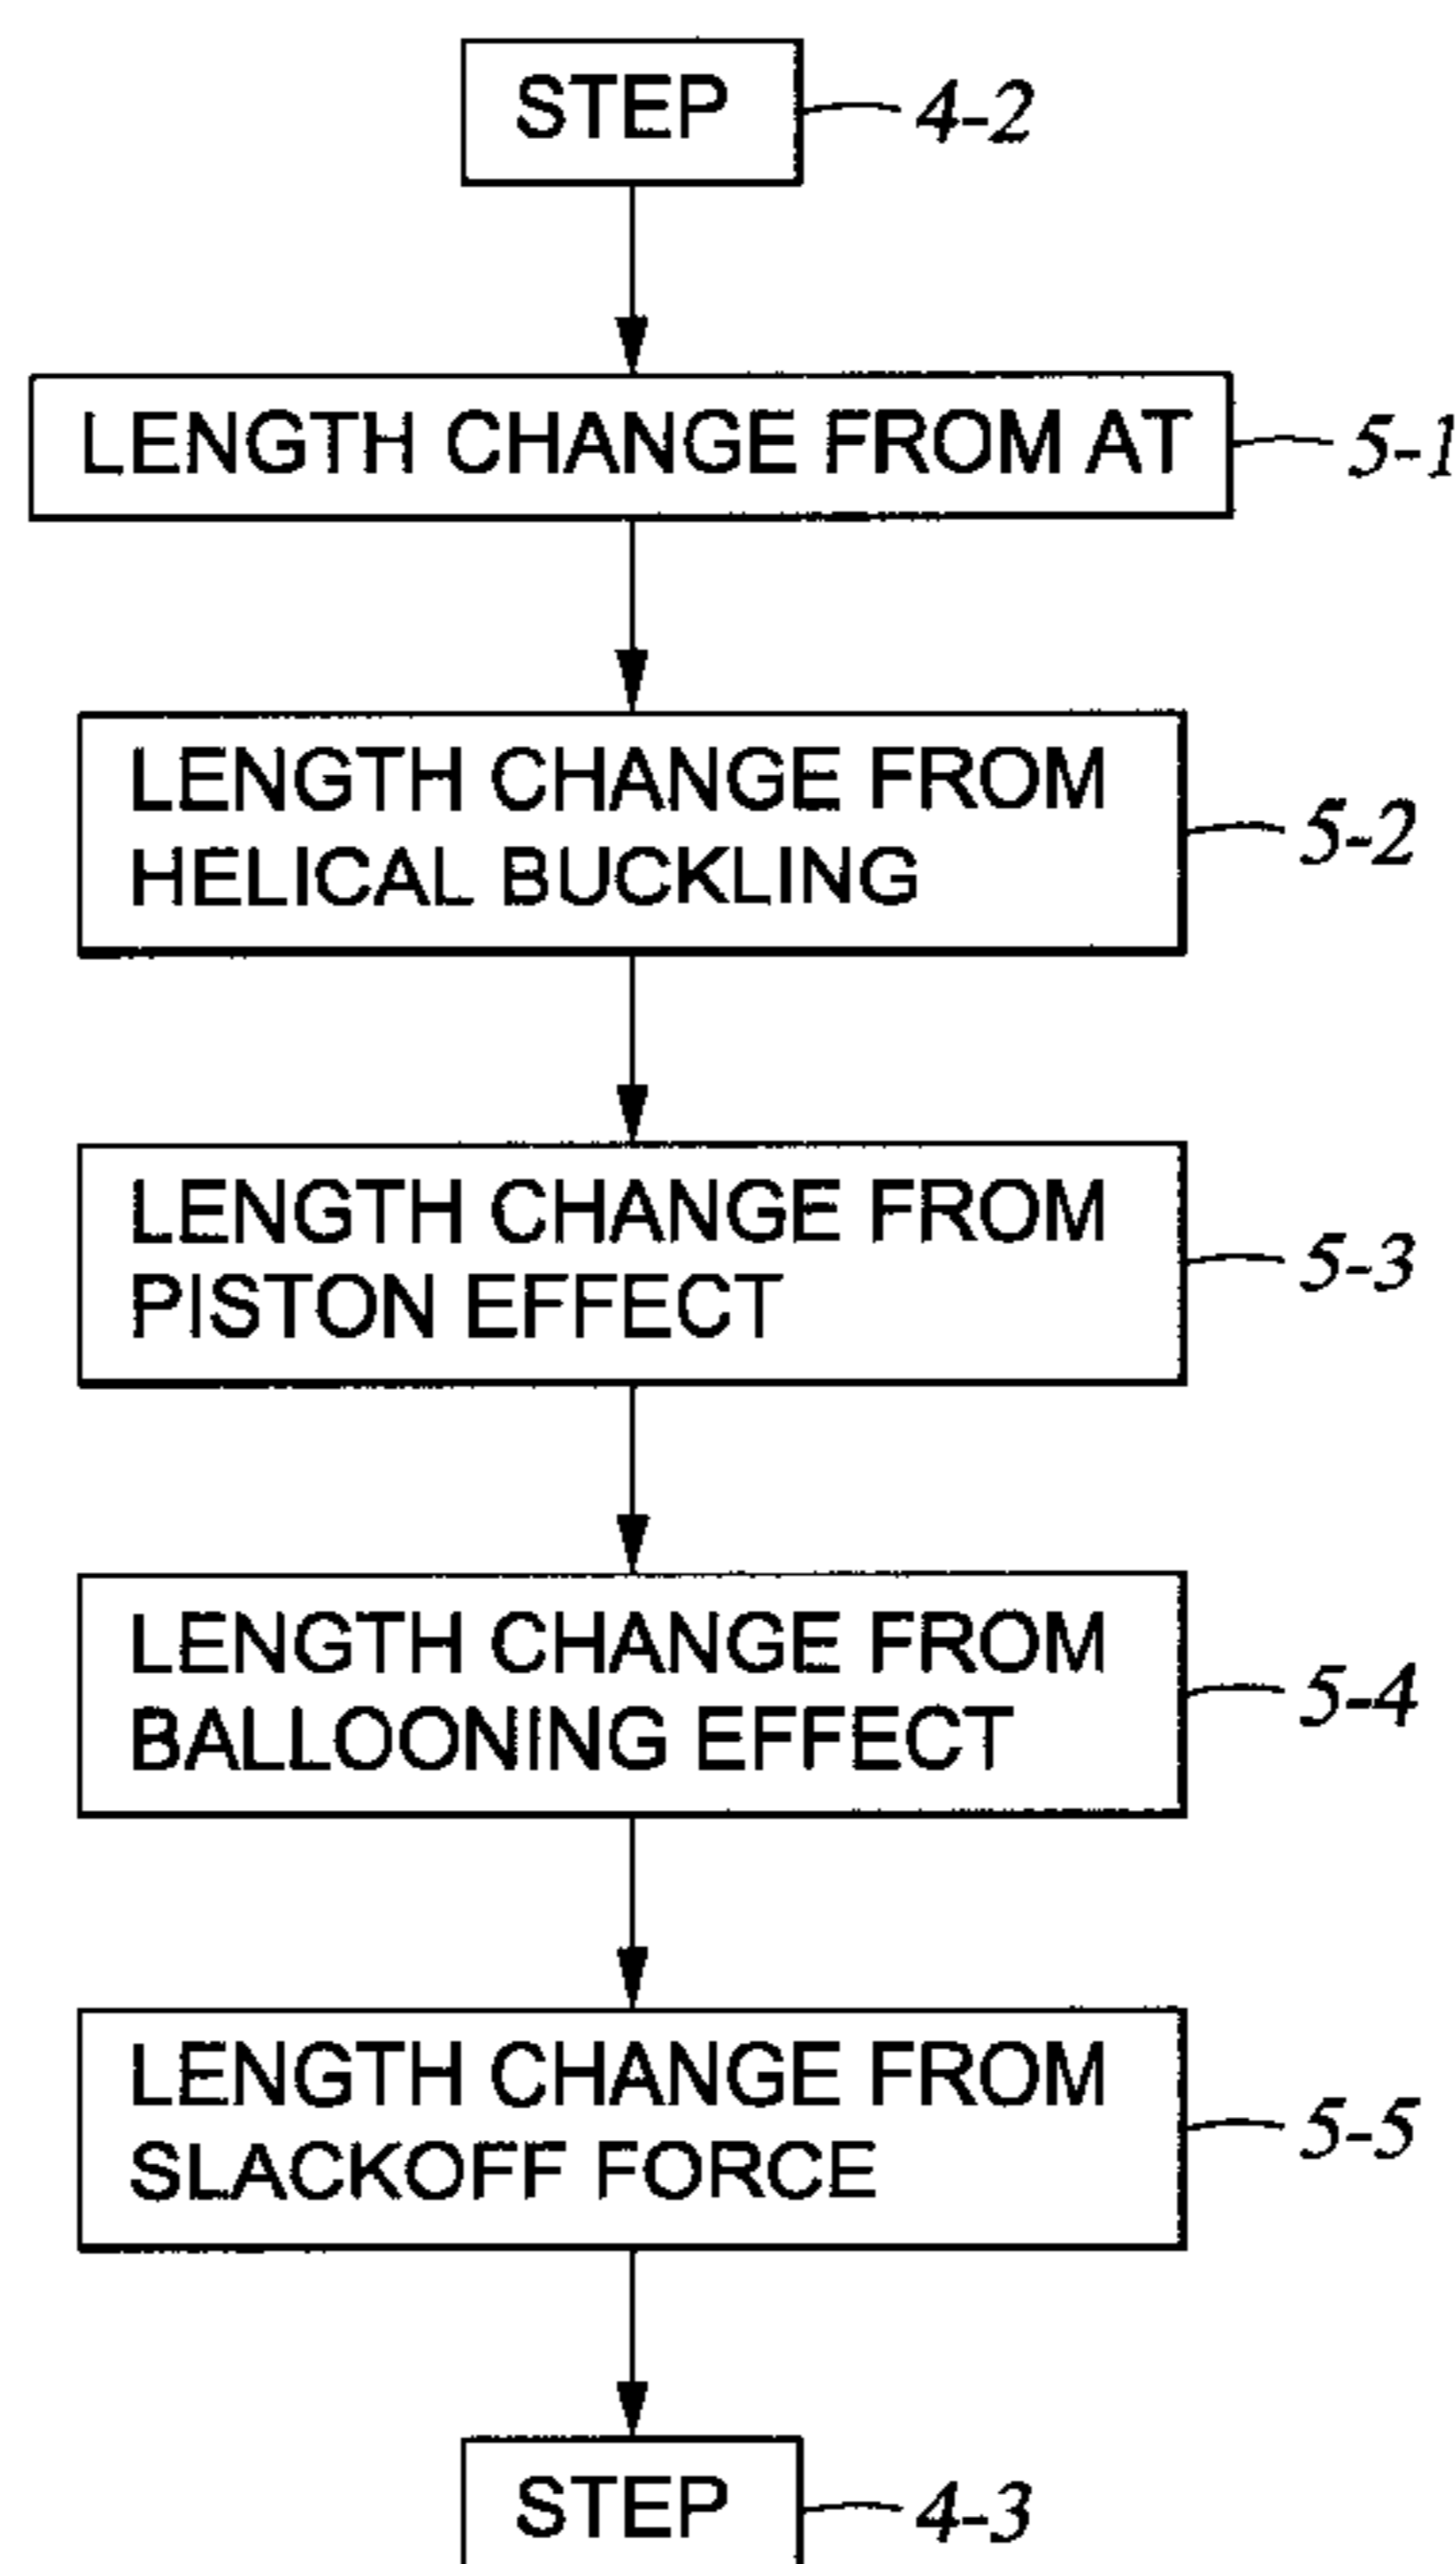 STEP
4-2
LENGTH CHANGE FROM AT
5-1
LENGTH CHANGE FROM
HELICAL BUCKLING
5-2
LENGTH CHANGE FROM
PISTON EFFECT
5-3
LENGTH CHANGE FROM
BALLOONING EFFECT
5-4
LENGTH CHANGE FROM
SLACKOFF FORCE
5-5
STEP
4-3